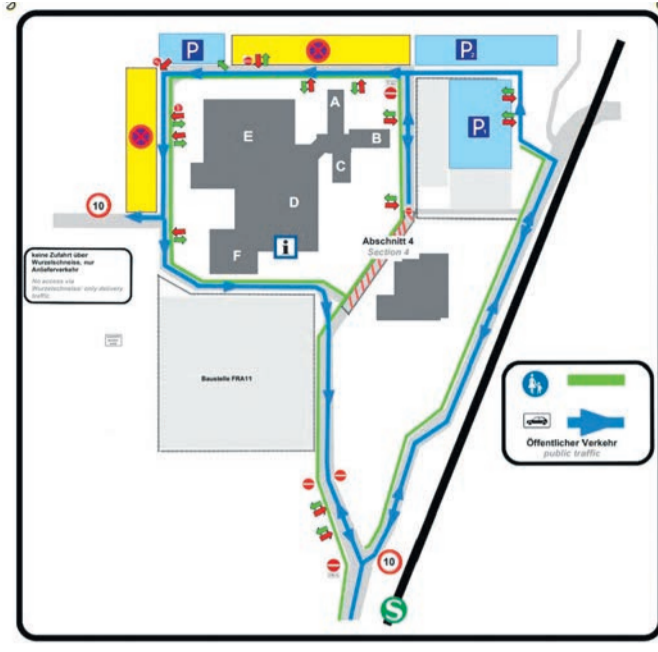 P
P2
A
B
C
D
E
F
P1
10
Abschnitt 4
Section 4
keine Zufahrt über
Wurzelschneise, nur
Anlieferverkehr
No access via
'Wurzelschneise' only delivery
traffic
Baustelle FRA11
Öffentlicher Verkehr
public traffic
10
S